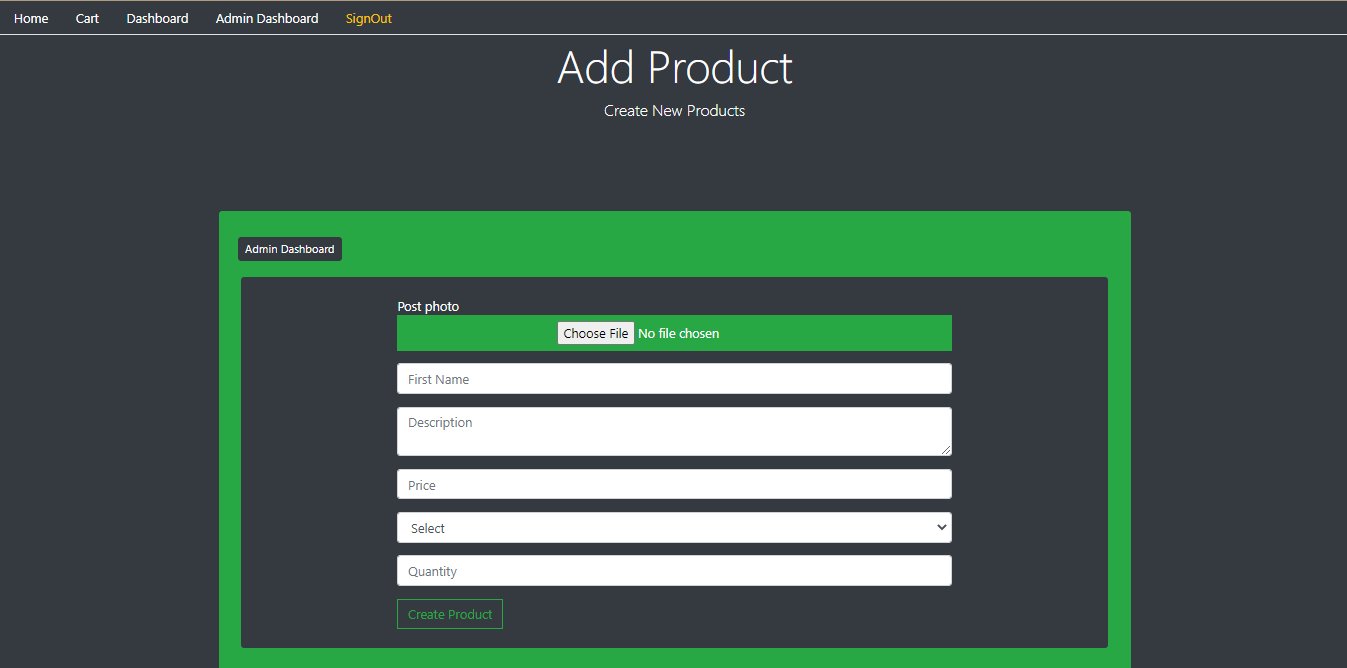 Home Cart Dashboard Admin Dashboard SignOut
Add Product
Create New Products
Admin Dashboard
Post photo
Choose File No file chosen
First Name
Description
Price
Select
Quantity
Create Product